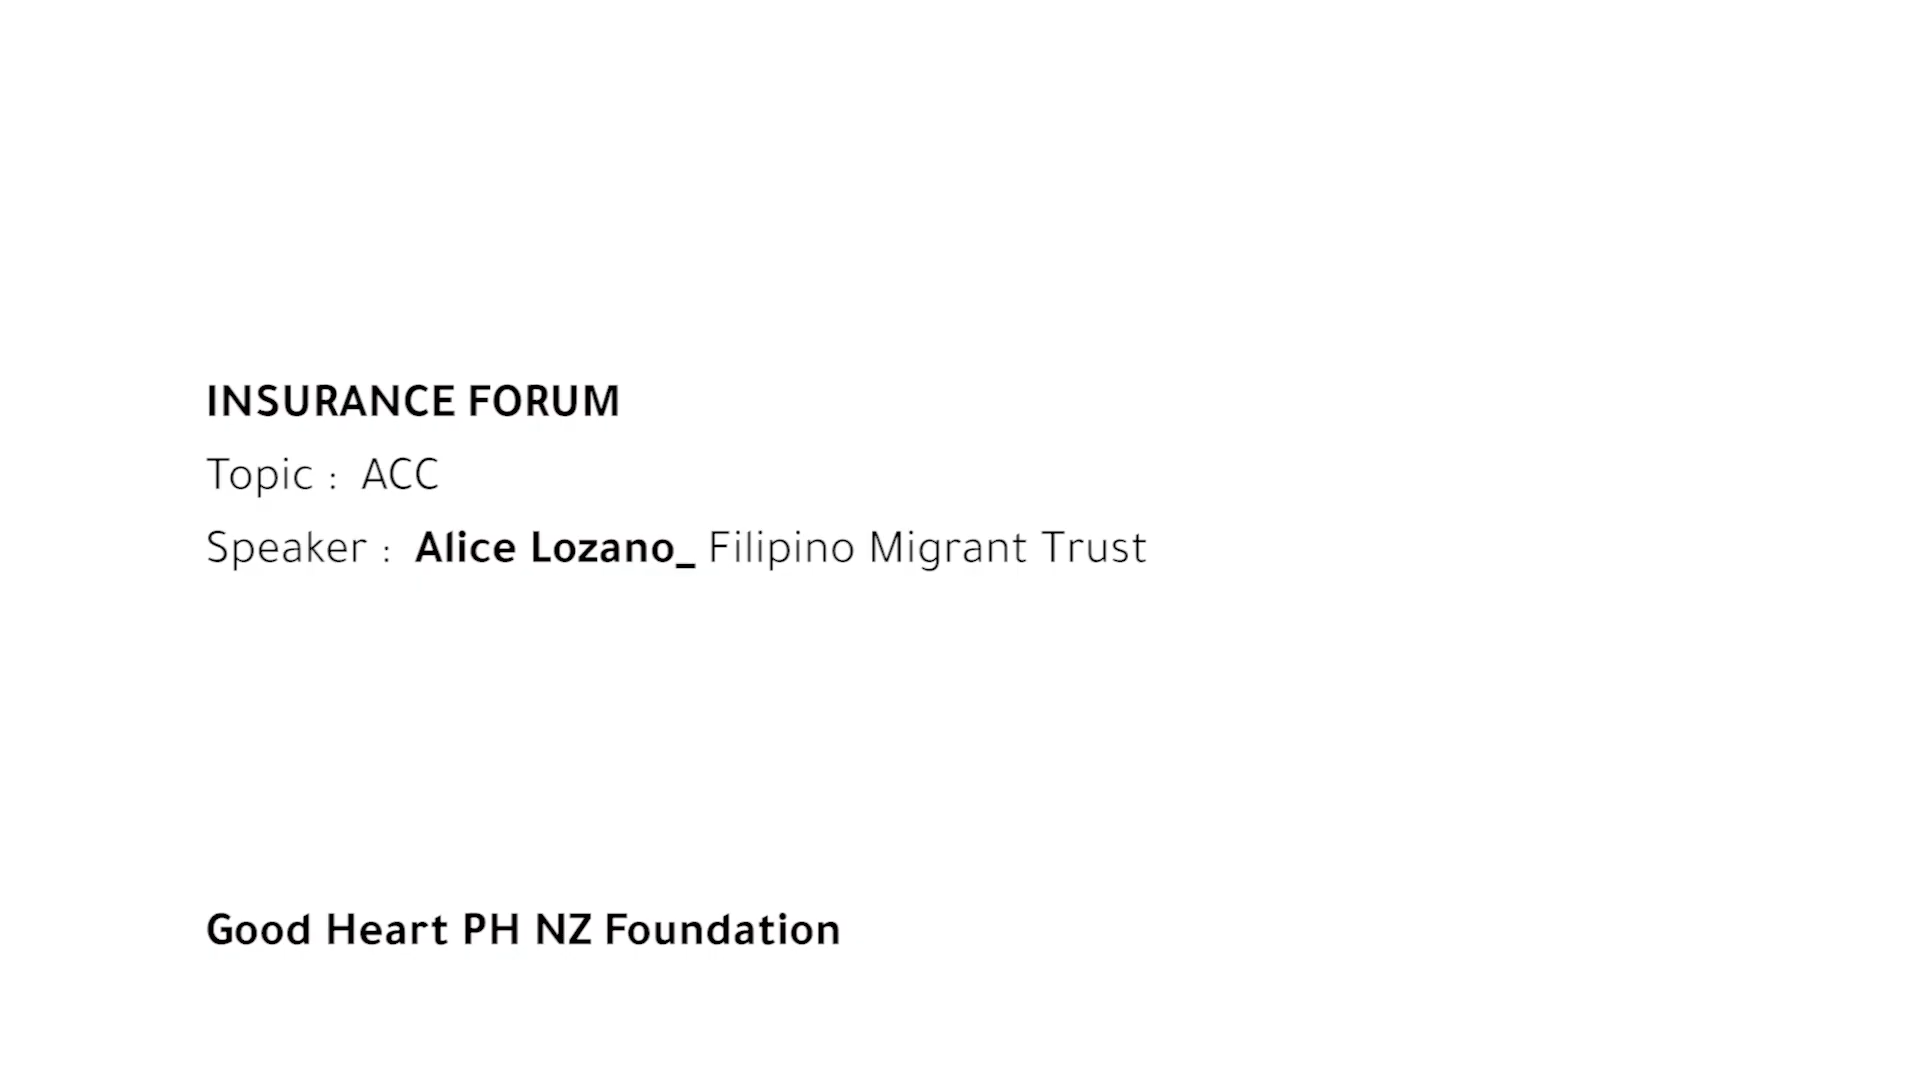 INSURANCE FORUM
Topic : ACC
Speaker : Alice Lozano_ Filipino Migrant Trust
Good Heart PH NZ Foundation